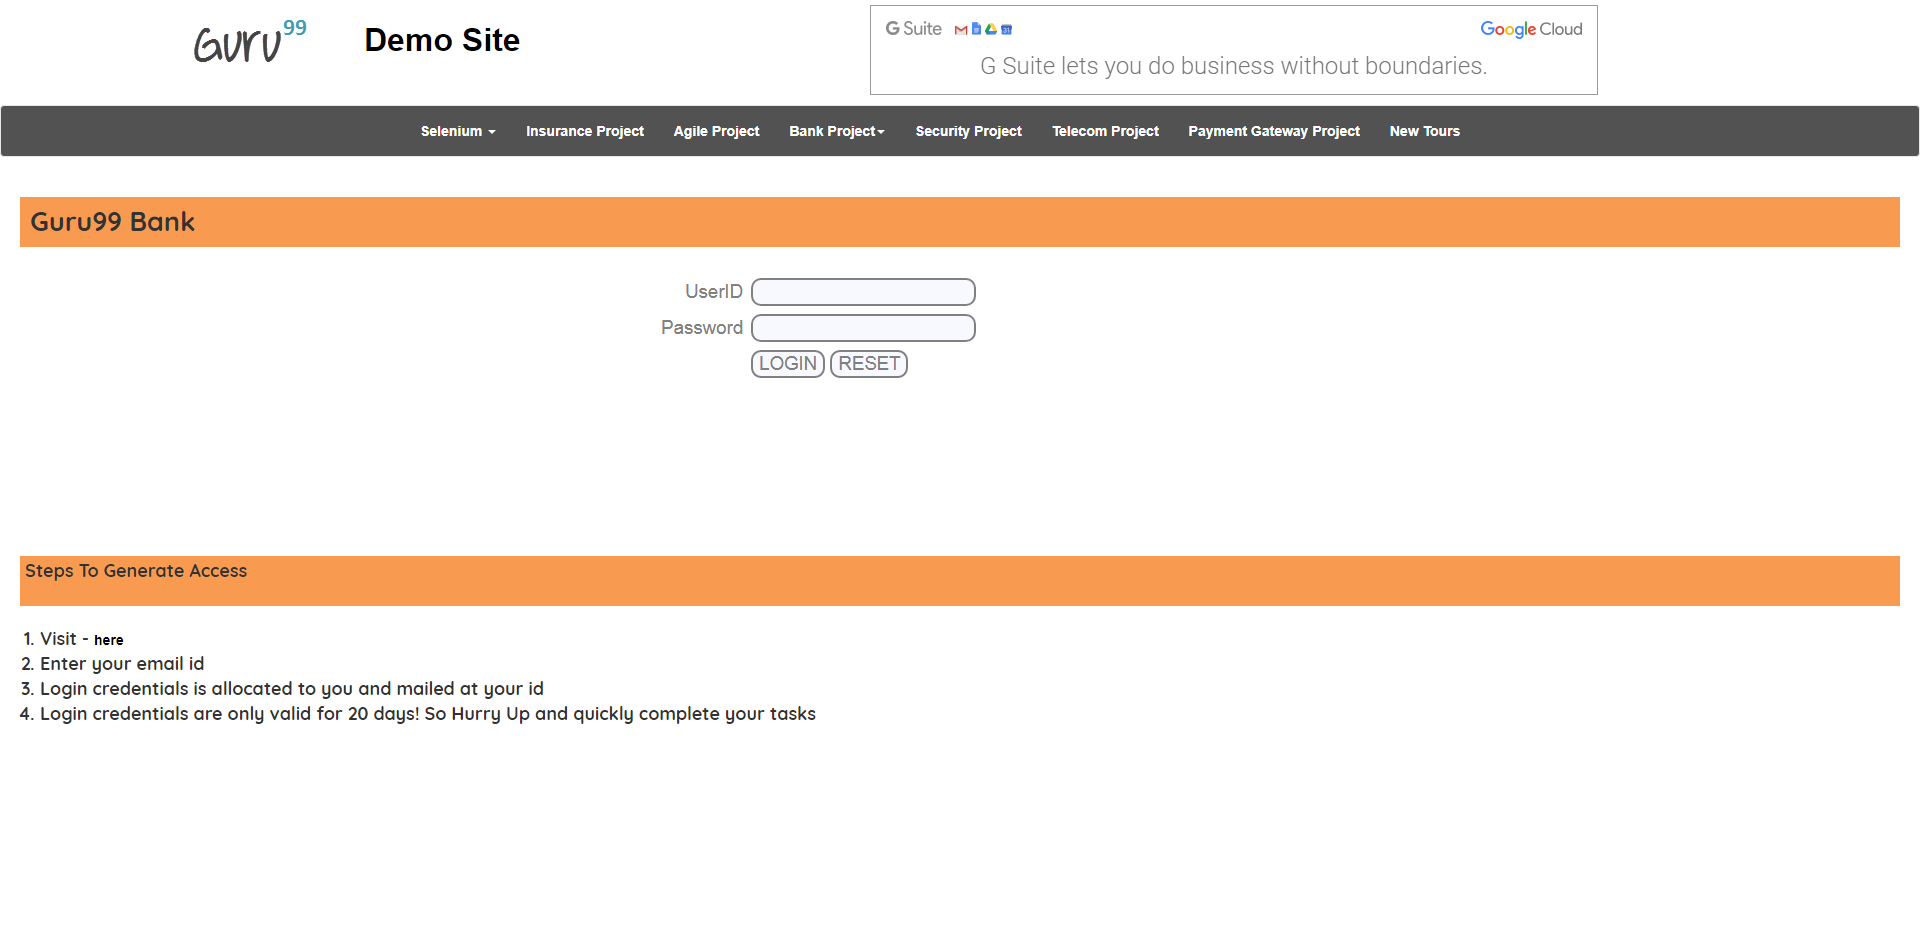 Guru99 Demo Site
G Suite Google Cloud
G Suite lets you do business without boundaries.
Selenium Insurance Project Agile Project Bank Project Security Project Telecom Project Payment Gateway Project New Tours
Guru99 Bank
UserID
Password
LOGIN RESET
Steps To Generate Access
1. Visit - here
2. Enter your email id
3. Login credentials is allocated to you and mailed at your id
4. Login credentials are only valid for 20 days! So Hurry Up and quickly complete your tasks